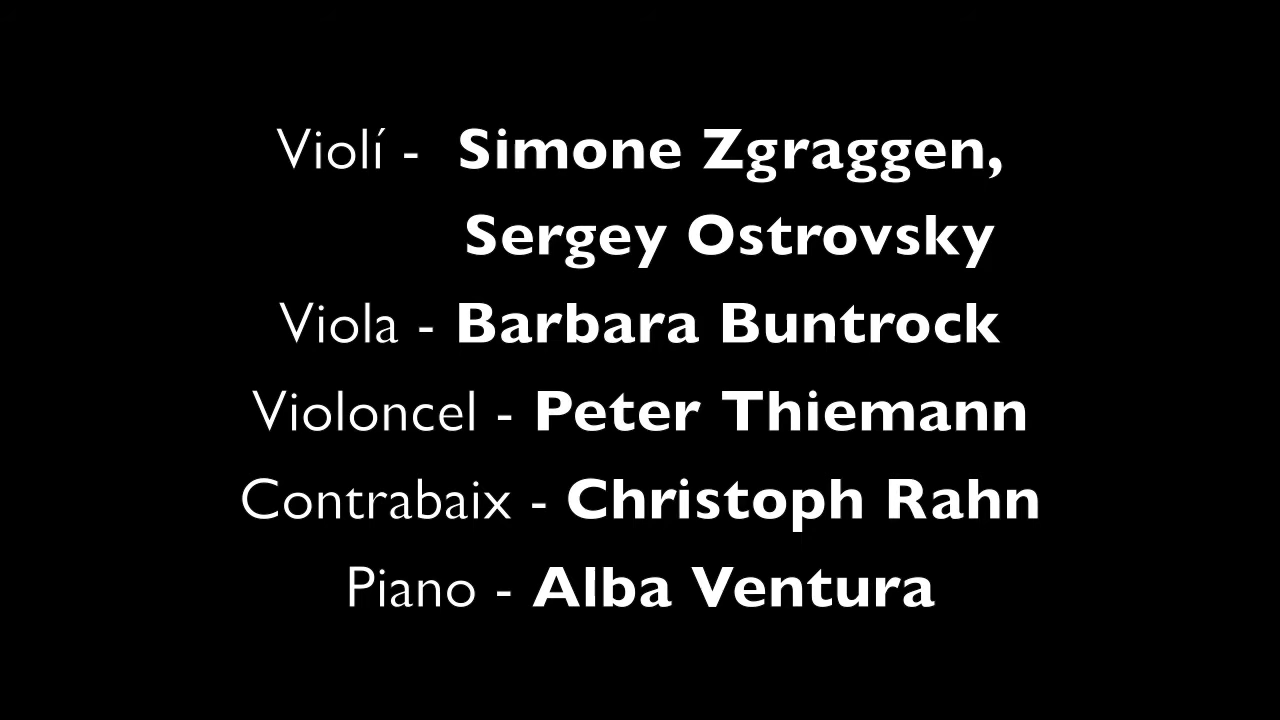 Violí - Simone Zgraggen,
Sergey Ostrovsky
Viola - Barbara Buntrock
Violoncel - Peter Thiemann
Contrabaix - Christoph Rahn
Piano - Alba Ventura